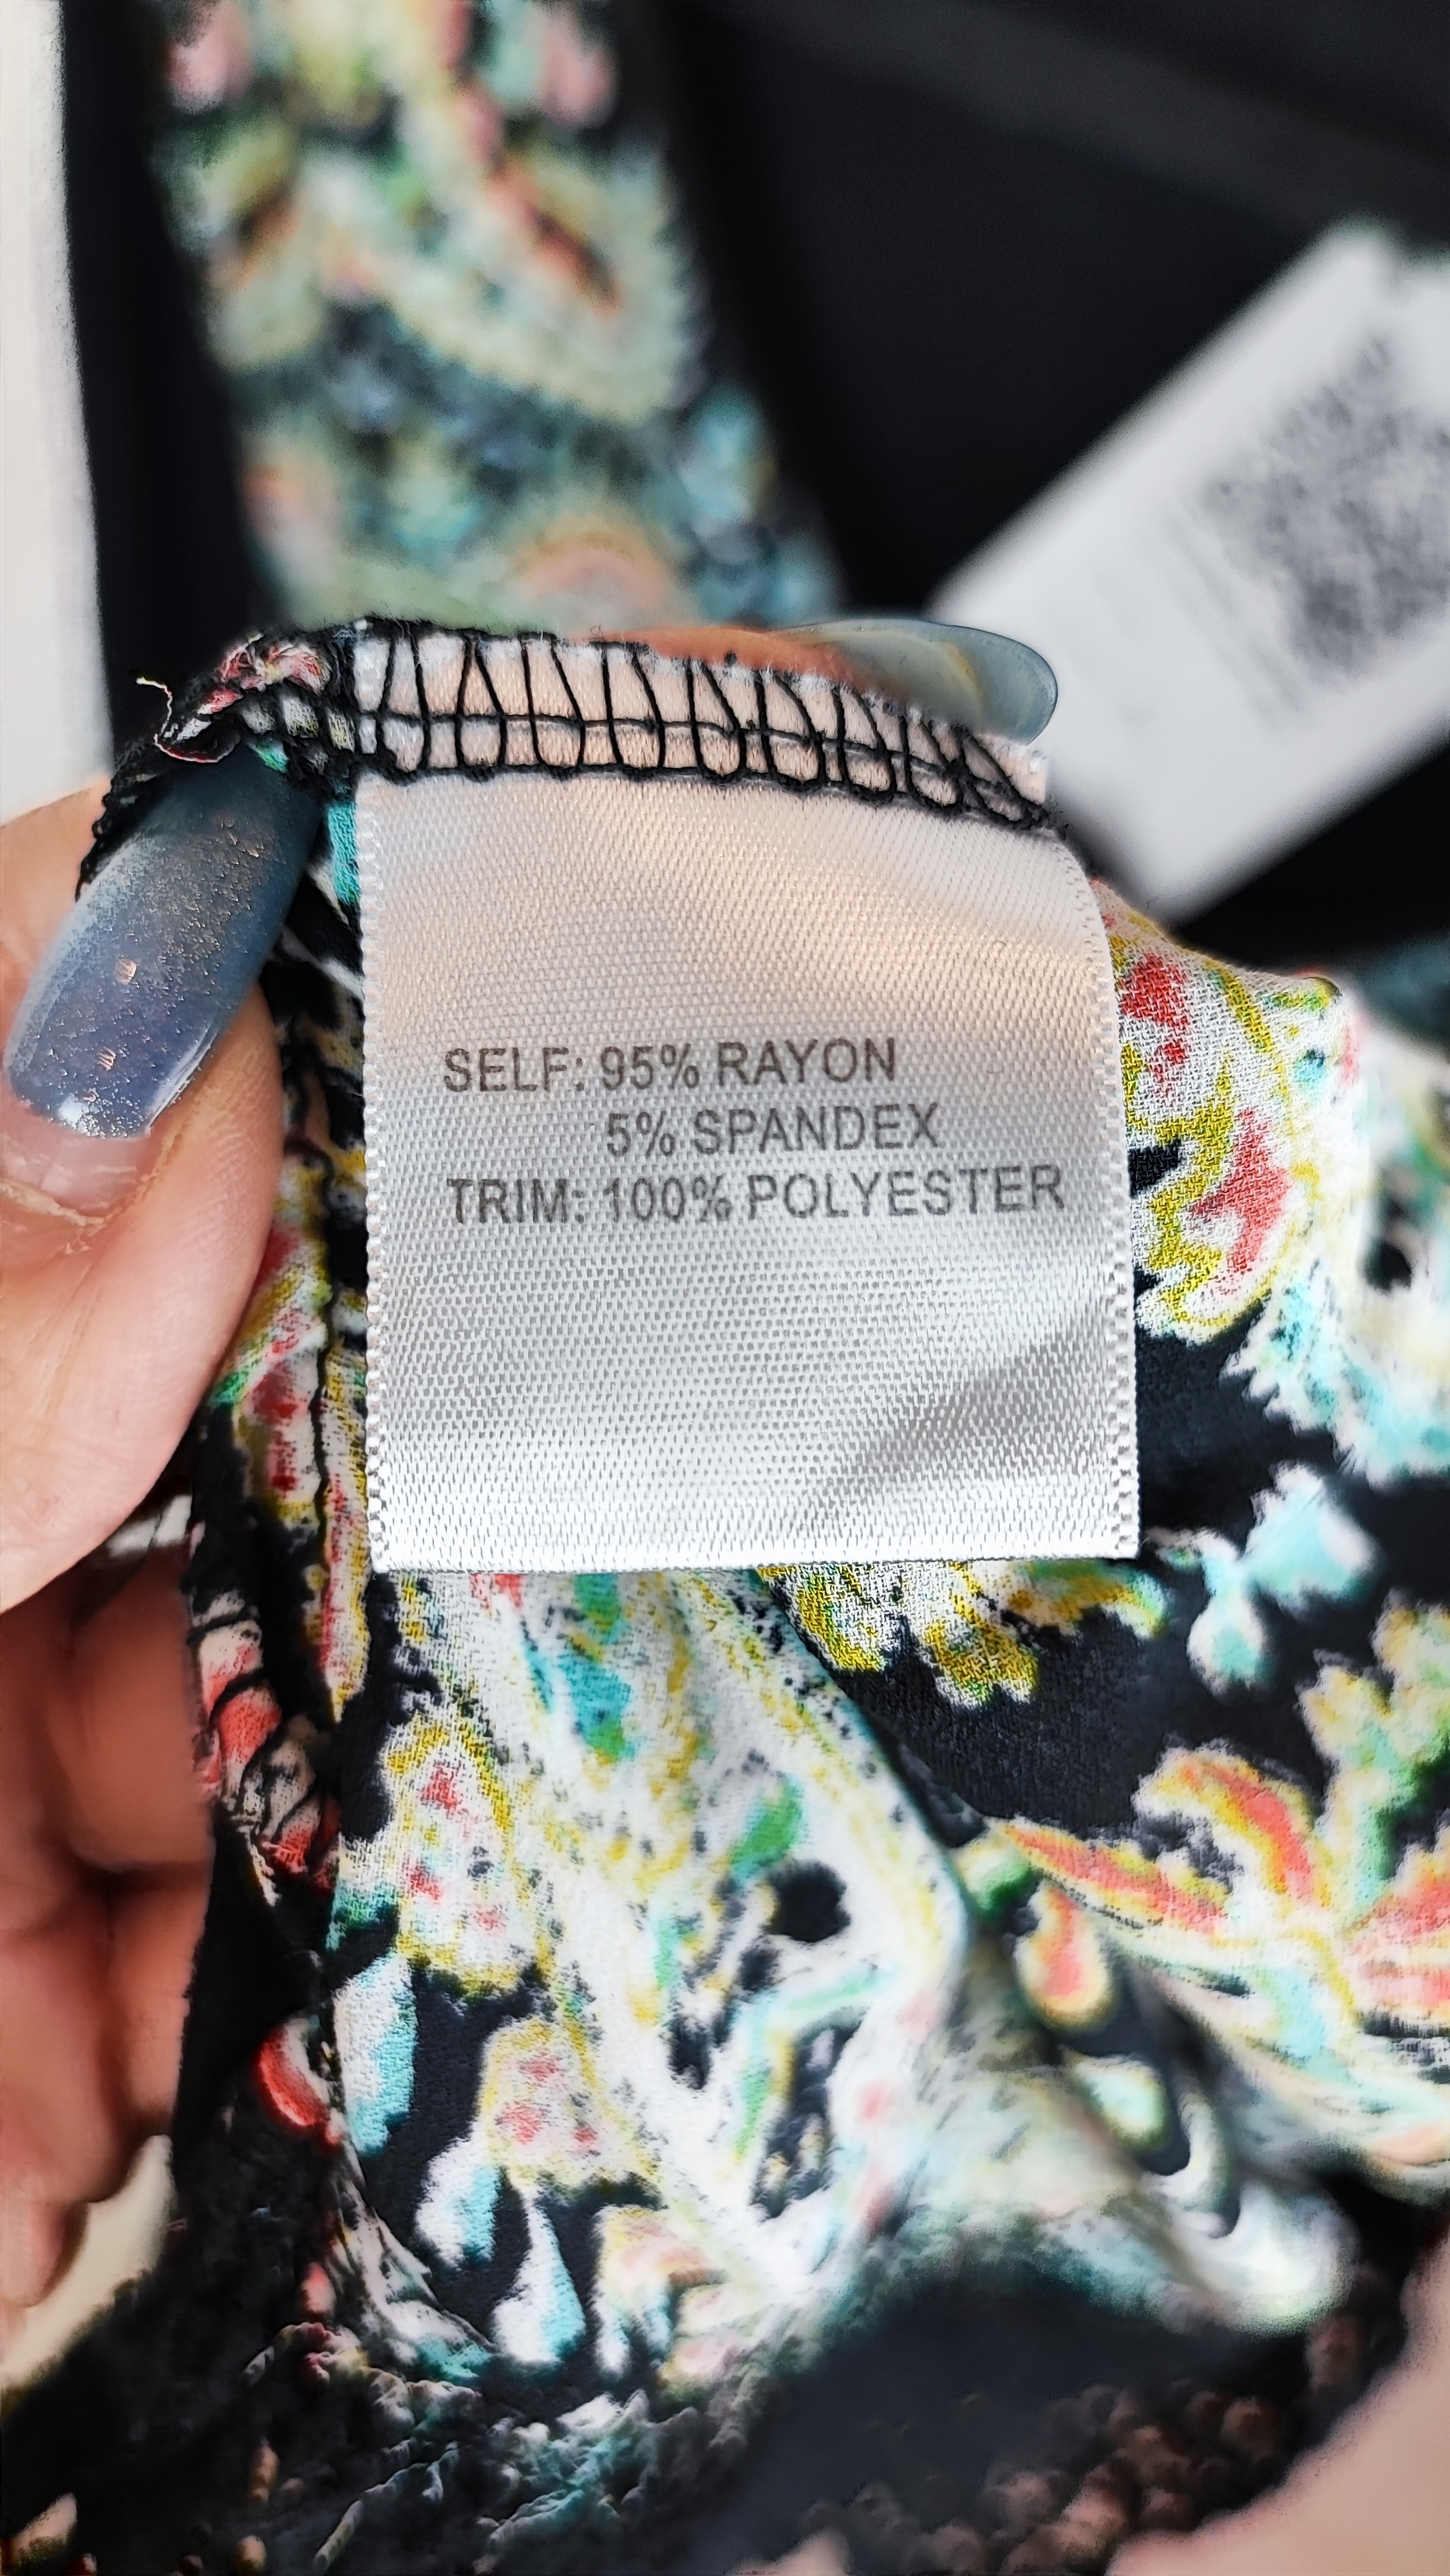 SELF: 95% RAYON
5% SPANDEX
TRIM: 100% POLYESTER